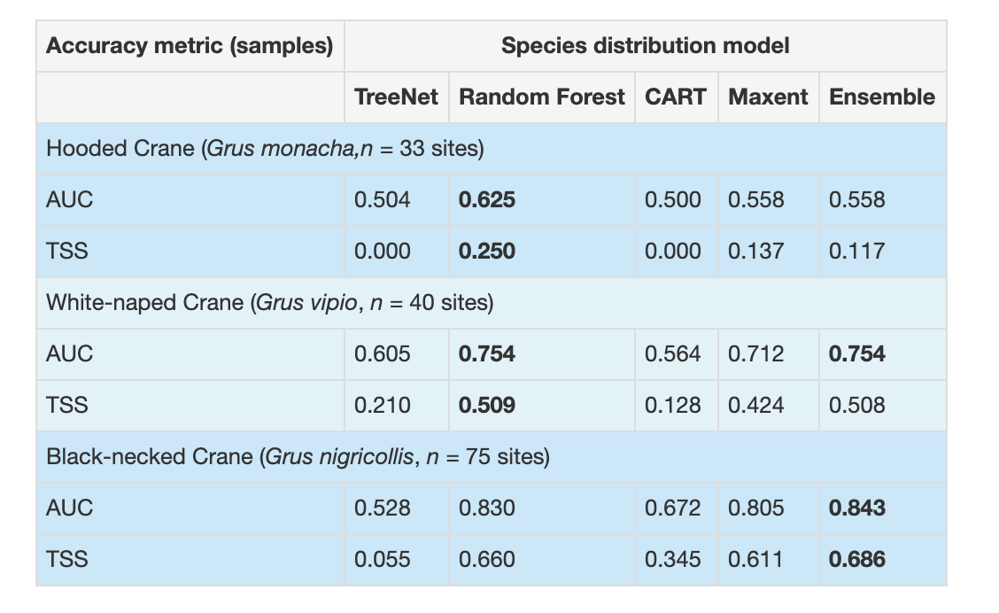 Accuracy metric (samples) Species distribution model
TreeNet Random Forest CART Maxent Ensemble
Hooded Crane (Grus monacha,n = 33 sites)
AUC 0.504 0.625 0.500 0.558 0.558
TSS 0.000 0.250 0.000 0.137 0.117
White-naped Crane (Grus vipio, n = 40 sites)
AUC 0.605 0.754 0.564 0.712 0.754
TSS 0.210 0.509 0.128 0.424 0.508
Black-necked Crane (Grus nigricollis, n = 75 sites)
AUC 0.528 0.830 0.672 0.805 0.843
TSS 0.055 0.660 0.345 0.611 0.686